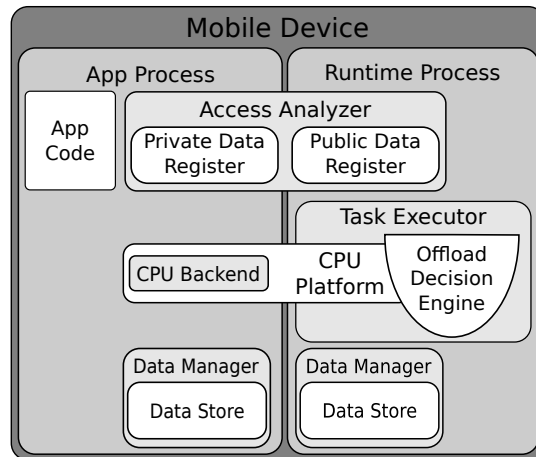 Mobile Device
App Process
Runtime Process
Access Analyzer
App
Code
Private Data
Register
Public Data
Register
Task Executor
CPU Backend
CPU
Platform
Offload
Decision
Engine
Data Manager
Data Store
Data Manager
Data Store